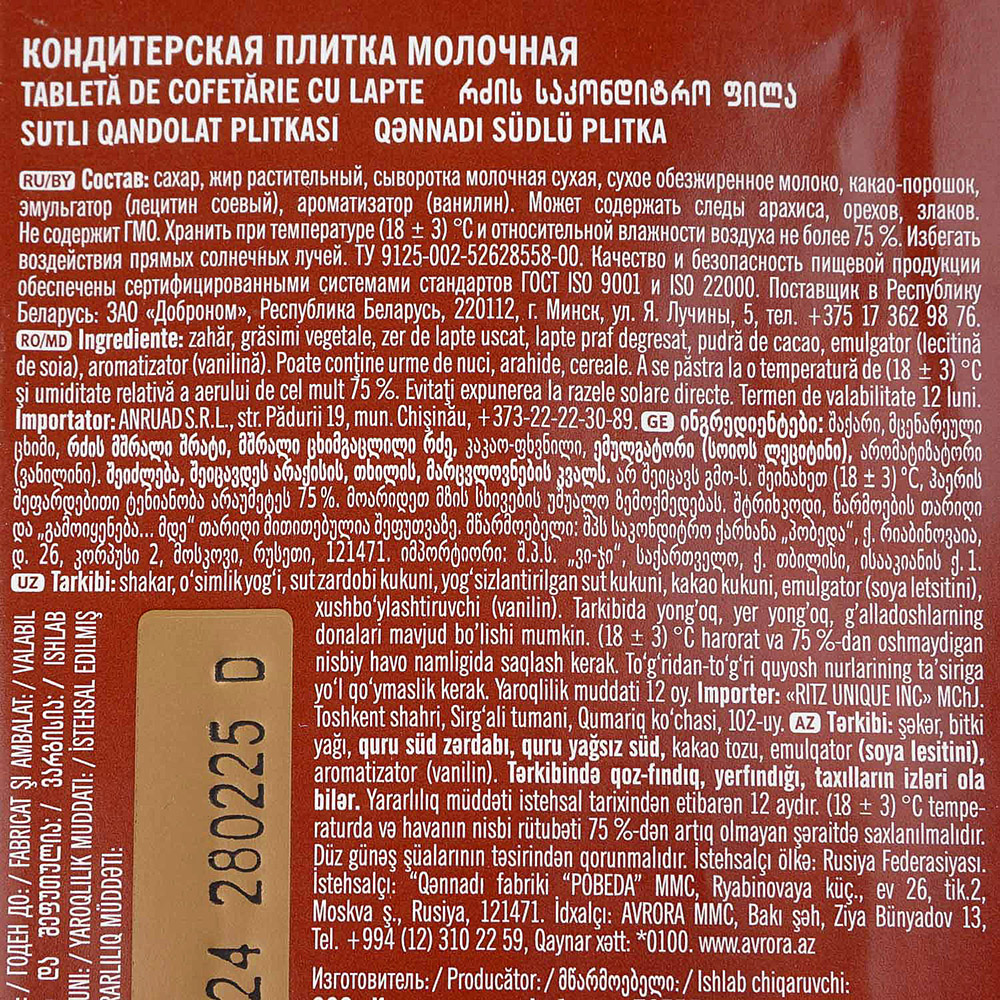 КОНДИТЕРСКАЯ ПЛИТКА МОЛОЧНАЯ
TABLETĂ DE COFETĂRIE CU LAPTE რძის საკონდიტრო ფილა
SUTLI QANDOLAT PLITKASI QƏNNADI SÜDLÜ PLITKA
RU/BY Состав: сахар, жир растительный, сыворотка молочная сухая, сухое обезжиренное молоко, какао-порошок,
эмульгатор (лецитин соевый), ароматизатор (ванилин). Может содержать следы арахиса, орехов, злаков.
Не содержит ГМО. Хранить при температуре (18 ± 3) °С и относительной влажности воздуха не более 75 %. Избегать
воздействия прямых солнечных лучей. ТУ 9125-002-52628558-00. Качество и безопасность пищевой продукции
обеспечены сертифицированными системами стандартов ГОСТ ISO 9001 и ISO 22000. Поставщик в Республику
Беларусь: ЗАО «Доброном», Республика Беларусь, 220112, г. Минск, ул. Я. Лучины, 5, тел. +375 17 362 98 76.
RO/MD Ingrediente: zahăr, grăsimi vegetale, zer de lapte uscat, lapte praf degresat, pudră de cacao, emulgator (lecitină
de soia), aromatizator (vanilină). Poate conține urme de nuci, arahide, cereale. A se păstra la o temperatură de (18 ± 3) °C
și umiditate relativă a aerului de cel mult 75 %. Evitați expunerea la razele solare directe. Termen de valabilitate 12 luni.
Importator: ANRUAD S.R.L., str. Pădurii 19, mun. Chișinău, +373-22-22-30-89. GE ინგრედიენტები: შაქარი, მცენარეული
ცხიმი, რძის მშრალი შრატი, მშრალი ცხიმგაცლილი რძე, კაკაო-ფხვნილი, ემულგატორი (სოიოს ლეციტინი), არომატიზატორი
(ვანილინი). შეიძლება, შეიცავდეს არაქისის, თხილის, მარცვლოვნების კვალს. არ შეიცავს გმო-ს. შეინახეთ (18 ± 3) °C, ჰაერის
შეფარდებითი ტენიანობა არაუმეტეს 75 %. მოარიდეთ მზის სხივების უშუალო ზემოქმედებას. შტრიხკოდი, წარმოების თარიღი
და „გამოიყენება... მდე“ თარიღი მითითებულია შეფუთვაზე. მწარმოებელი: შპს საკონდიტრო ქარხანა „პობედა“, ქ. რიაბინოვაია,
დ. 26, კორპუსი 2, მოსკოვი, რუსეთი, 121471. იმპორტიორი: შ.პ.ს. „ვი-ჯი“, საქართველო, ქ. თბილისი, ისააკიანის ქ. 1.
UZ Tarkibi: shakar, o‘simlik yog‘i, sut zardobi kukuni, yog‘sizlantirilgan sut kukuni, kakao kukuni, emulgator (soya letsitini),
xushbo‘ylashtiruvchi (vanilin). Tarkibida yong‘oq, yer yong‘oq, g‘alladoshlarning
donalari mavjud bo‘lishi mumkin. (18 ± 3) °C harorat va 75 %-dan oshmaydigan
nisbiy havo namligida saqlash kerak. To‘g‘ridan-to‘g‘ri quyosh nurlarining ta’siriga
yo‘l qo‘ymaslik kerak. Yaroqlilik muddati 12 oy. Importer: «RITZ UNIQUE INC» MChJ.
Toshkent shahri, Sirg‘ali tumani, Qumariq ko‘chasi, 102-uy. AZ Tərkibi: şəkər, bitki
yağı, quru süd zərdabı, quru yağsız süd, kakao tozu, emulqator (soya lesitini),
aromatizator (vanilin). Tərkibində qoz-fındıq, yerfındığı, taxılların izləri ola
bilər. Yararlılıq müddəti istehsal tarixindən etibarən 12 aydır. (18 ± 3) °C tempe-
raturda və havanın nisbi rütubəti 75 %-dən artıq olmayan şəraitdə saxlanılmalıdır.
Düz günəş şüalarının təsirindən qorunmalıdır. İstehsalçı ölkə: Rusiya Federasiyası.
İstehsalçı: “Qənnadi fabriki “POBEDA” MMC, Ryabinovaya küç., ev 26, tik.2,
Moskva ş., Rusiya, 121471. İdxalçı: AVRORA MMC, Bakı şəh, Ziya Bünyadov 13,
Tel. +994 (12) 310 22 59, Qaynar xətt: *0100. www.avrora.az
Изготовитель: / Producător: / მწარმოებელი: / Ishlab chiqaruvchi:
/ ГОДЕН ДО: / FABRICAT ȘI AMBALAT: / VALABIL
და შეფუთულია: / ვარგისია: / ISHLAB
/ YAROQLILIK MUDDATI: / İSTEHSAL EDİLMİŞ
24 280225 D